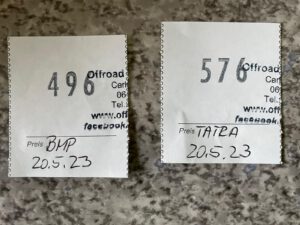 496
Offroad
Cen
06
Tel.:
www.off
facebook.
Preis BMP
20.5.23
576
Offroad
Cen
06
Tel.:
www.off
facebook.
Preis TATRA
20.5.23